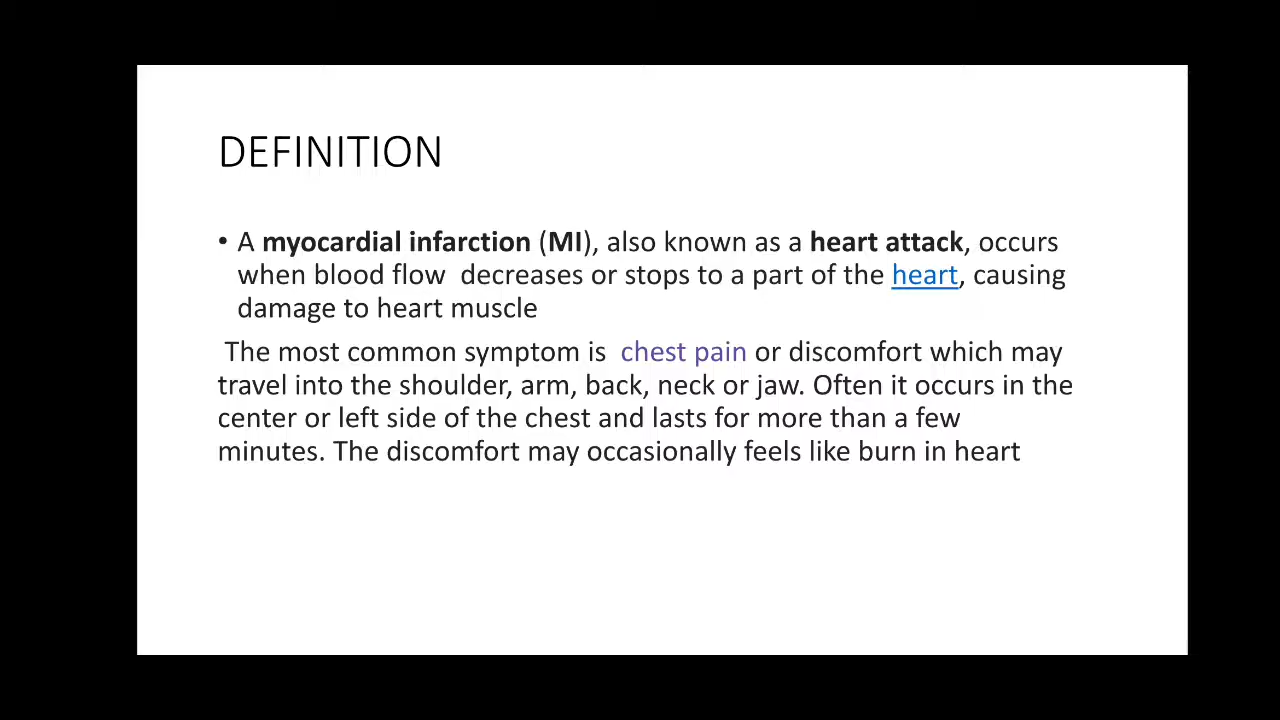 DEFINITION
• A myocardial infarction (MI), also known as a heart attack, occurs
when blood flow  decreases or stops to a part of the heart, causing
damage to heart muscle
The most common symptom is  chest pain or discomfort which may
travel into the shoulder, arm, back, neck or jaw. Often it occurs in the
center or left side of the chest and lasts for more than a few
minutes. The discomfort may occasionally feels like burn in heart